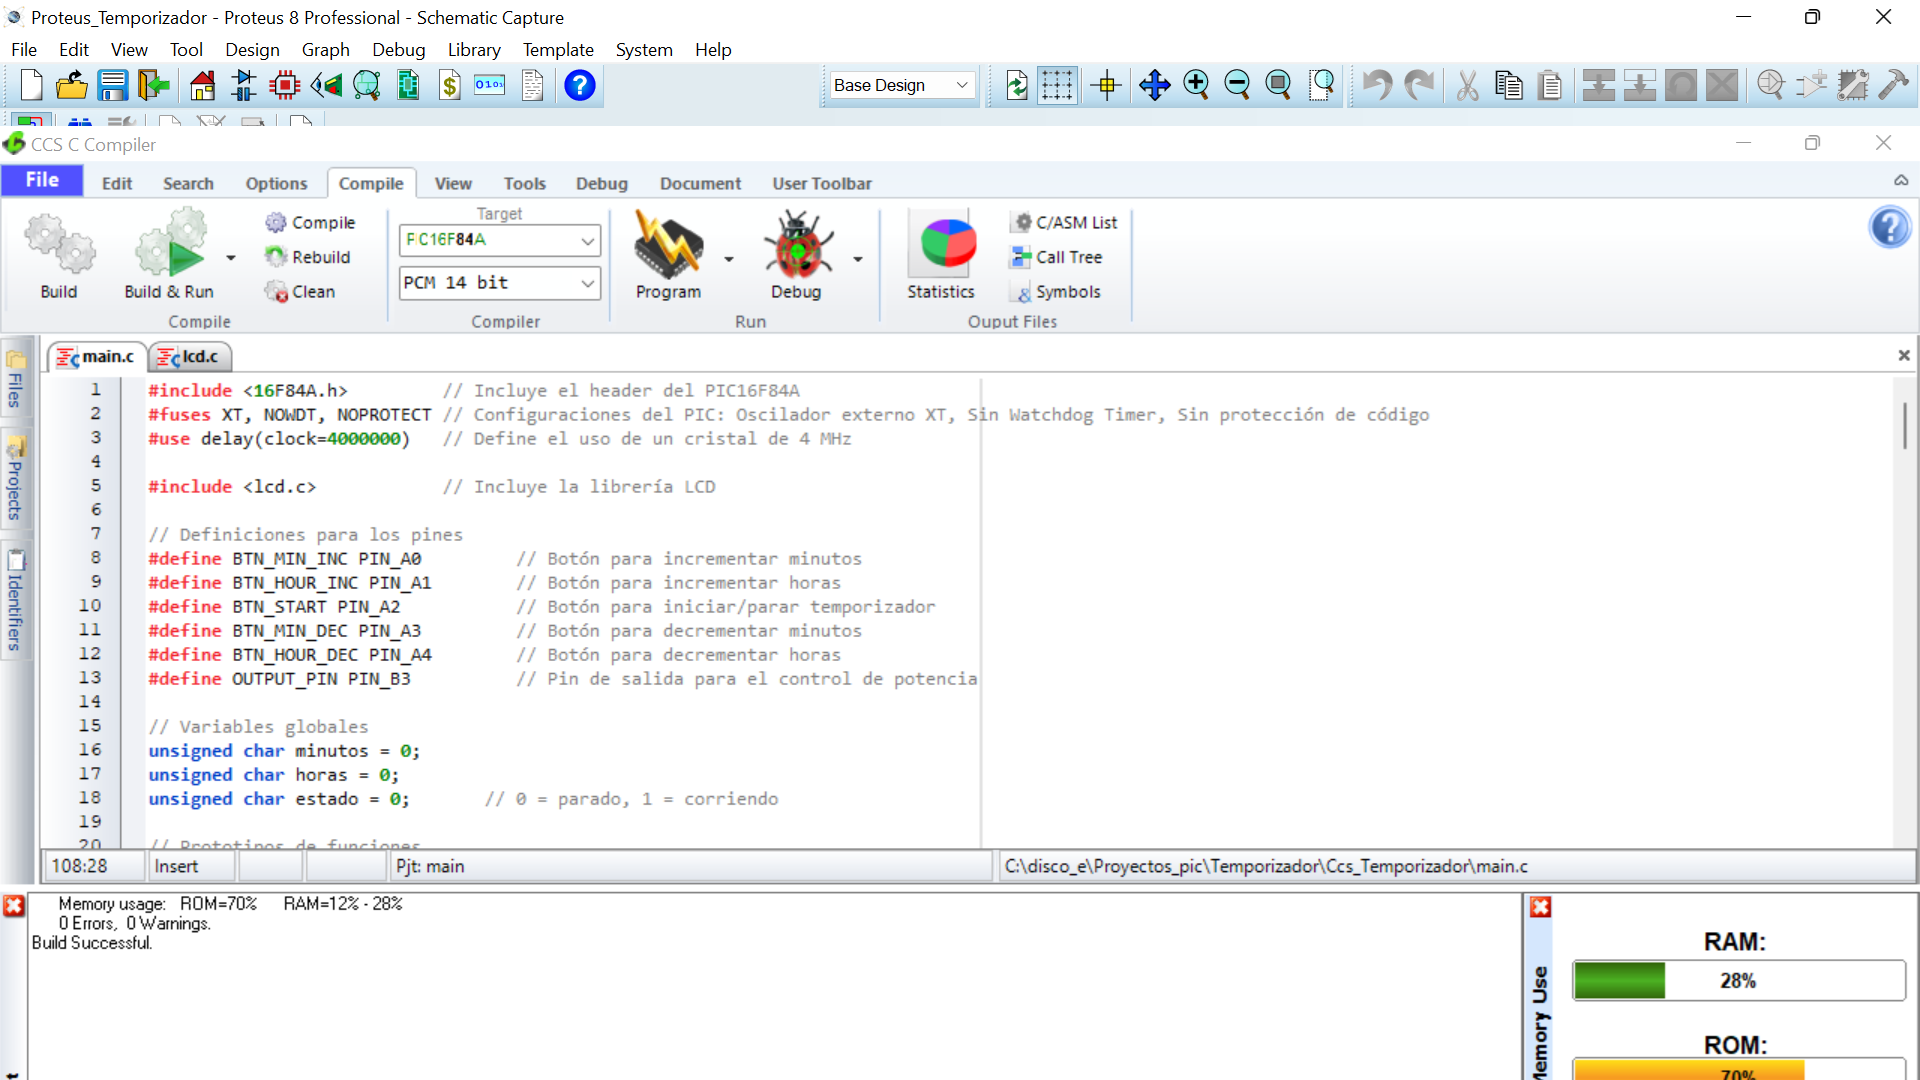 Proteus_Temporizador - Proteus 8 Professional - Schematic Capture
File Edit View Tool Design Graph Debug Library Template System Help
Base Design
CCS C Compiler
File Edit Search Options Compile View Tools Debug Document User Toolbar
Target
Compile
PIC16F84A
C/ASM List
Rebuild
Call Tree
PCM 14 bit
Build
Build & Run
Clean
Program
Debug
Statistics
Symbols
Compile
Compiler
Run
Ouput Files
main.c
lcd.c
Files
Projects
Identifiers
1 #include <16F84A.h> // Incluye el header del PIC16F84A
2 #fuses XT, NOWDT, NOPROTECT // Configuraciones del PIC: Oscilador externo XT, Sin Watchdog Timer, Sin protección de código
3 #use delay(clock=4000000) // Define el uso de un cristal de 4 MHz
4
5 #include <lcd.c> // Incluye la librería LCD
6
7 // Definiciones para los pines
8 #define BTN_MIN_INC PIN_A0 // Botón para incrementar minutos
9 #define BTN_HOUR_INC PIN_A1 // Botón para incrementar horas
10 #define BTN_START PIN_A2 // Botón para iniciar/parar temporizador
11 #define BTN_MIN_DEC PIN_A3 // Botón para decrementar minutos
12 #define BTN_HOUR_DEC PIN_A4 // Botón para decrementar horas
13 #define OUTPUT_PIN PIN_B3 // Pin de salida para el control de potencia
14
15 // Variables globales
16 unsigned char minutos = 0;
17 unsigned char horas = 0;
18 unsigned char estado = 0; // 0 = parado, 1 = corriendo
19
20 // Prototipos de funciones
108:28 Insert Pjt: main C:\disco_e\Proyectos_pic\Temporizador\Ccs_Temporizador\main.c
Memory usage: ROM=70% RAM=12% - 28%
0 Errors, 0 Warnings.
Build Successful.
Memory Use
RAM:
28%
ROM:
70%